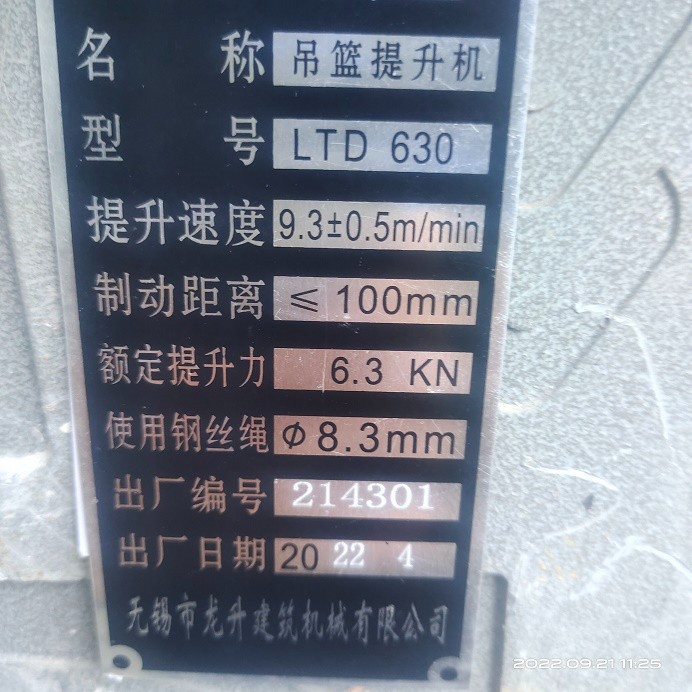 名 称 吊篮提升机
型 号 LTD 630
提升速度 9.3±0.5m/min
制动距离 ≤ 100mm
额定提升力 6.3 KN
使用钢丝绳 Φ8.3mm
出厂编号 214301
出厂日期 20 22 4
无锡市龙升建筑机械有限公司
2022.09.21 11:25